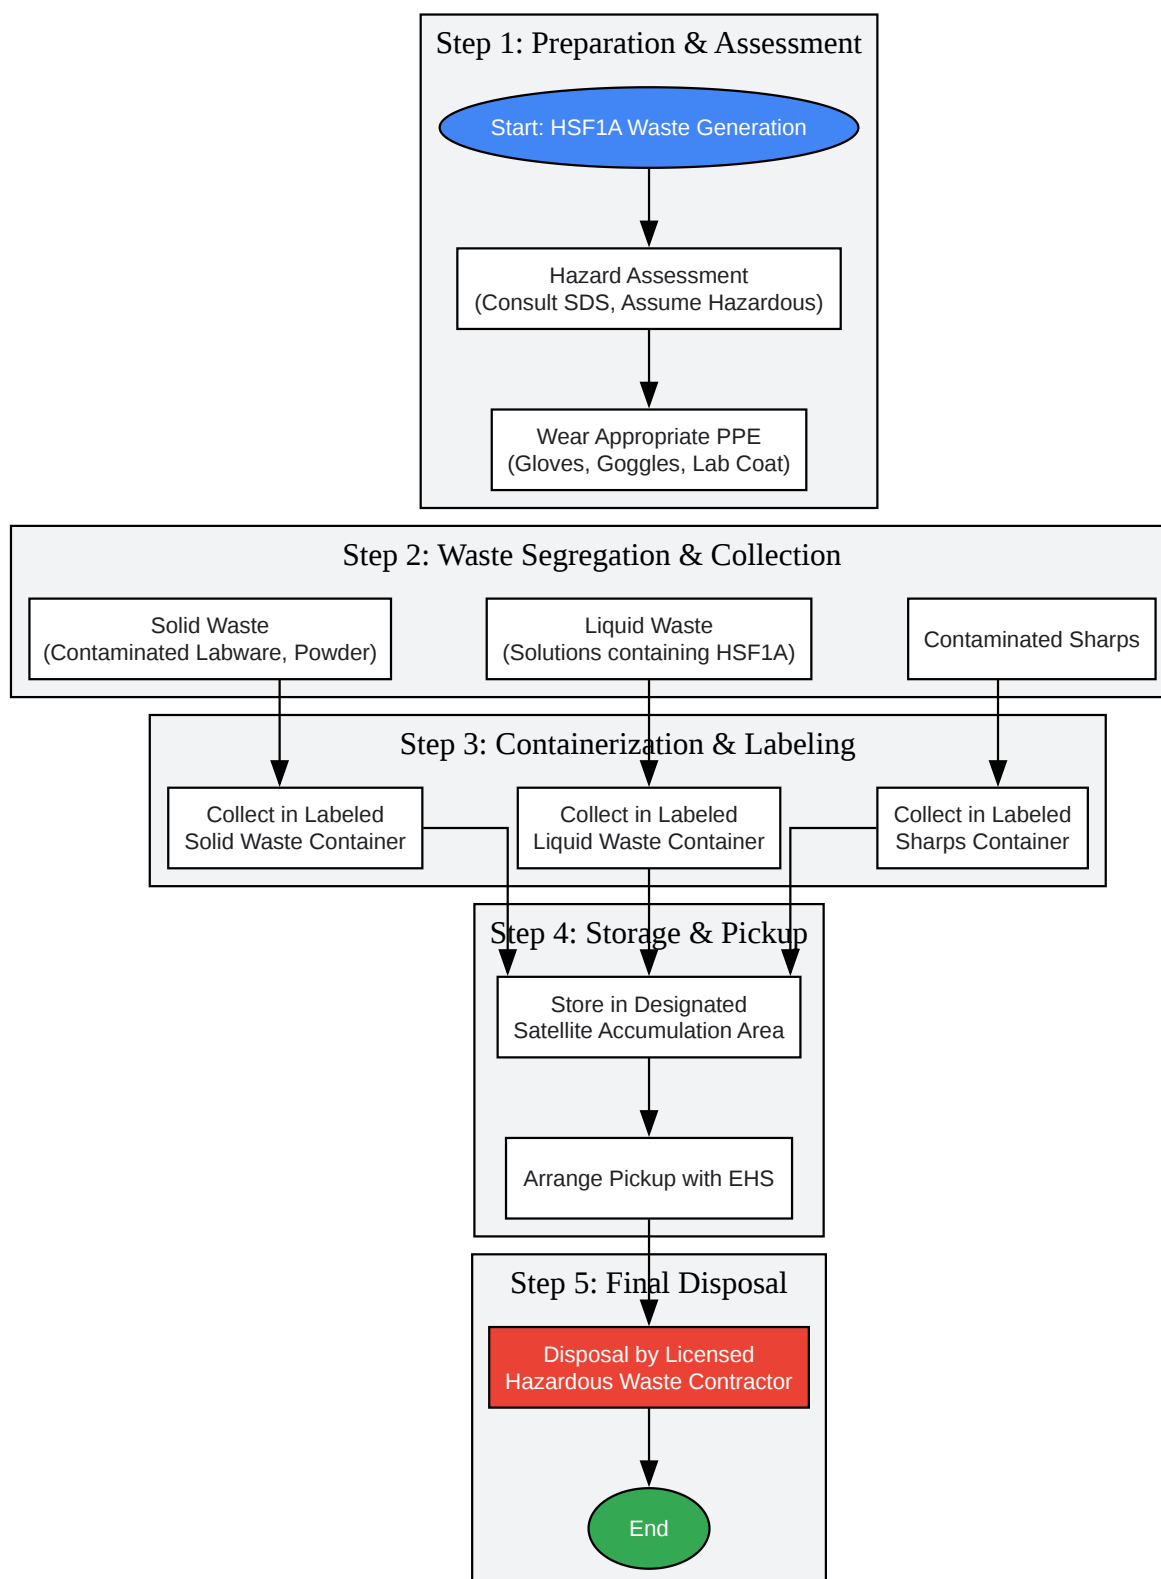 Step 1: Preparation & Assessment
Start: HSF1A Waste Generation
Hazard Assessment
(Consult SDS, Assume Hazardous)
Wear Appropriate PPE
(Gloves, Goggles, Lab Coat)
Step 2: Waste Segregation & Collection
Solid Waste
(Contaminated Labware, Powder)
Liquid Waste
(Solutions containing HSF1A)
Contaminated Sharps
Step 3: Containerization & Labeling
Collect in Labeled
Solid Waste Container
Collect in Labeled
Liquid Waste Container
Collect in Labeled
Sharps Container
Step 4: Storage & Pickup
Store in Designated
Satellite Accumulation Area
Arrange Pickup with EHS
Step 5: Final Disposal
Disposal by Licensed
Hazardous Waste Contractor
End